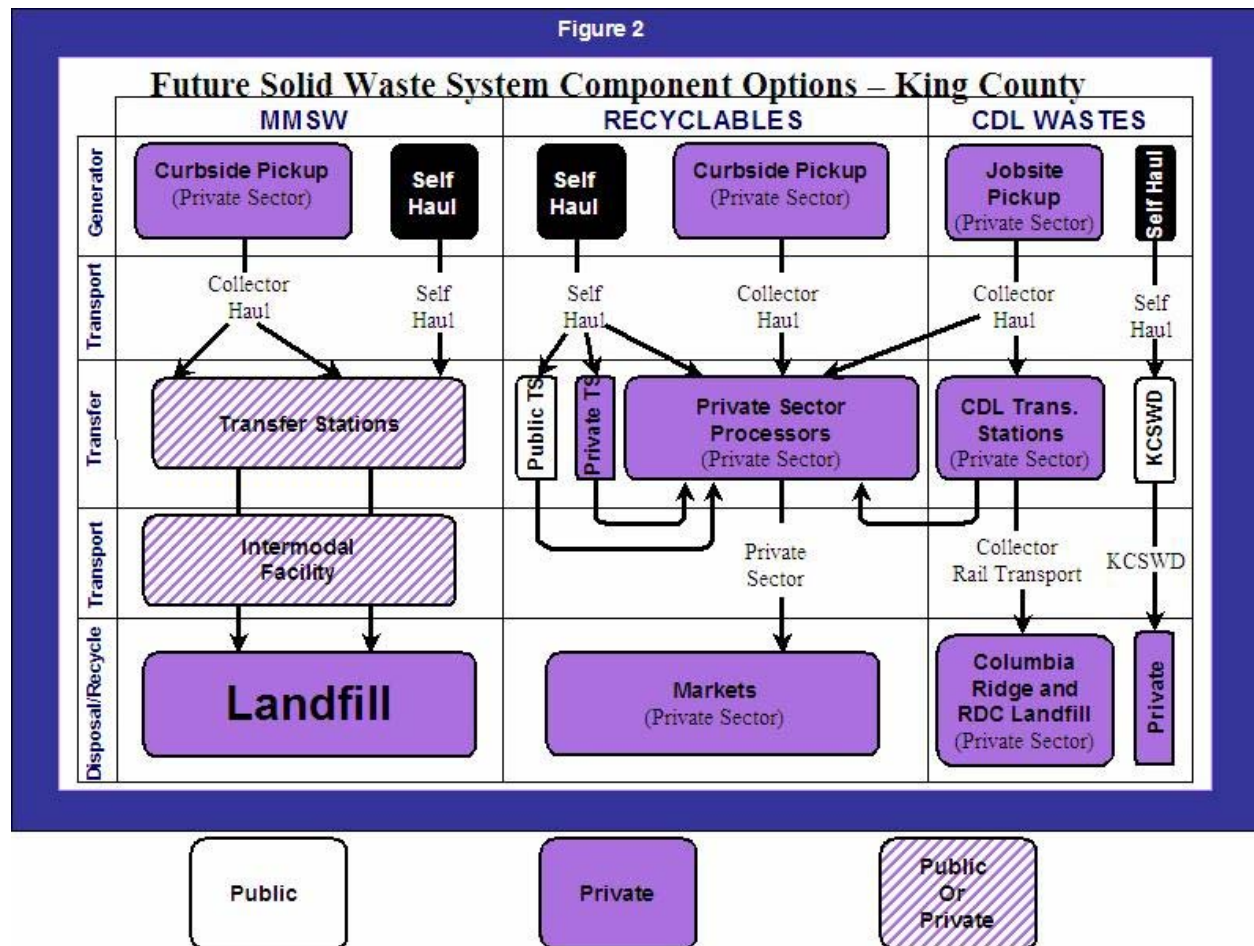 Figure 2
Future Solid Waste System Component Options – King County
MMSW
RECYCLABLES
CDL WASTES
Generator
Curbside Pickup
(Private Sector)
Self
Haul
Self
Haul
Curbside Pickup
(Private Sector)
Jobsite
Pickup
(Private Sector)
Self Haul
Transport
Collector
Haul
Self
Haul
Self
Haul
Collector
Haul
Collector
Haul
Self
Haul
Transfer
Transfer Stations
Public TS
Private TS
Private Sector
Processors
(Private Sector)
CDL Trans.
Stations
(Private Sector)
KCSWD
Transport
Intermodal
Facility
Private
Sector
Collector
Rail Transport
KCSWD
Disposal/Recycle
Landfill
Markets
(Private Sector)
Columbia
Ridge and
RDC Landfill
(Private Sector)
Private
Public
Private
Public
Or
Private